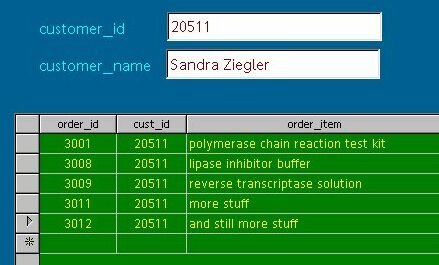 customer_id 20511
customer_name Sandra Ziegler
order_id cust_id order_item
3001 20511 polymerase chain reaction test kit
3008 20511 lipase inhibitor buffer
3009 20511 reverse transcriptase solution
3011 20511 more stuff
3012 20511 and still more stuff